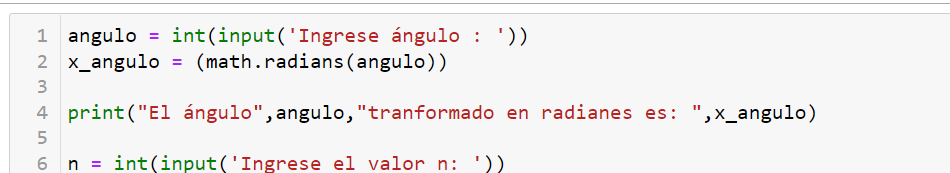 1 angulo = int(input('Ingrese ángulo : '))
2 x_angulo = (math.radians(angulo))
3
4 print("El ángulo",angulo,"tranformado en radianes es: ",x_angulo)
5
6 n = int(input('Ingrese el valor n: '))